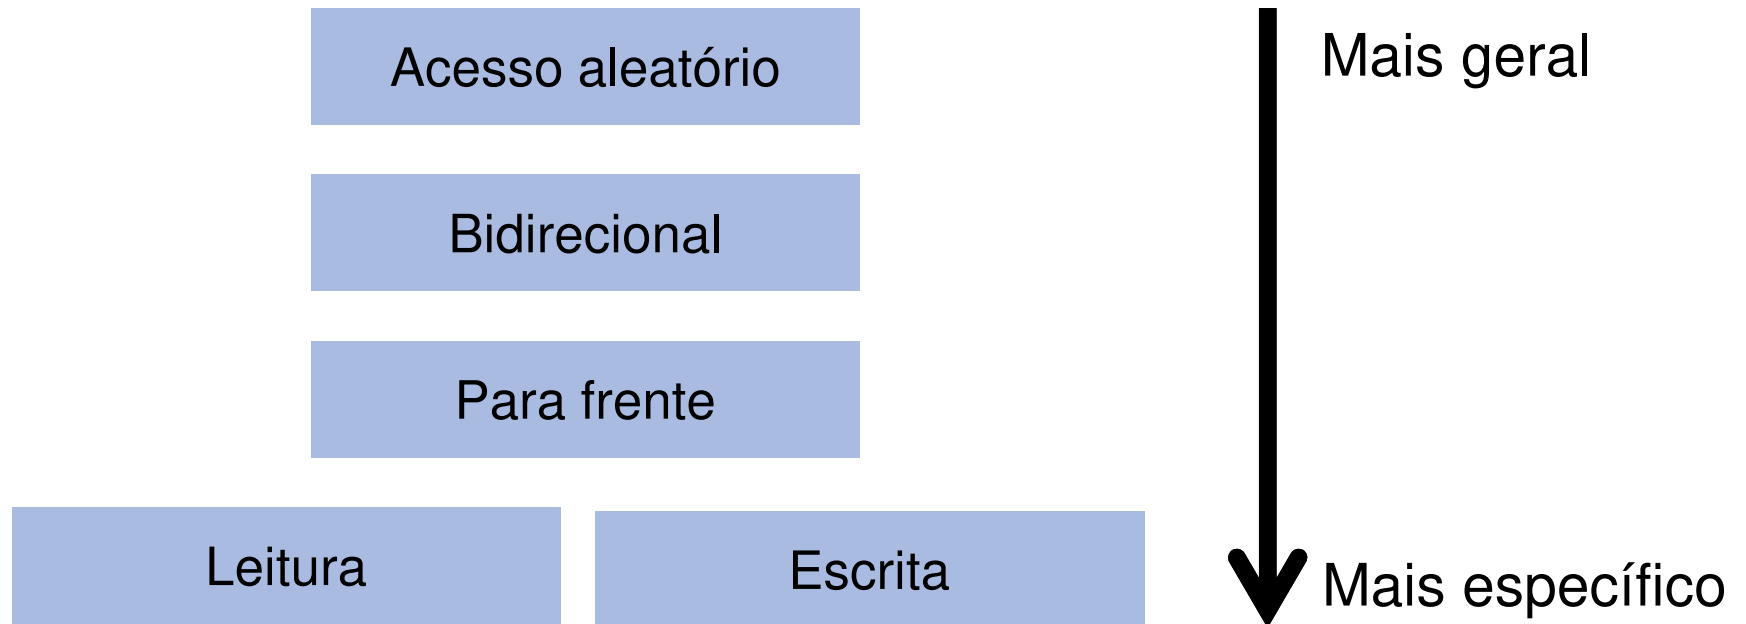 Acesso aleatório
Mais geral
Bidirecional
Para frente
Leitura
Escrita
Mais específico